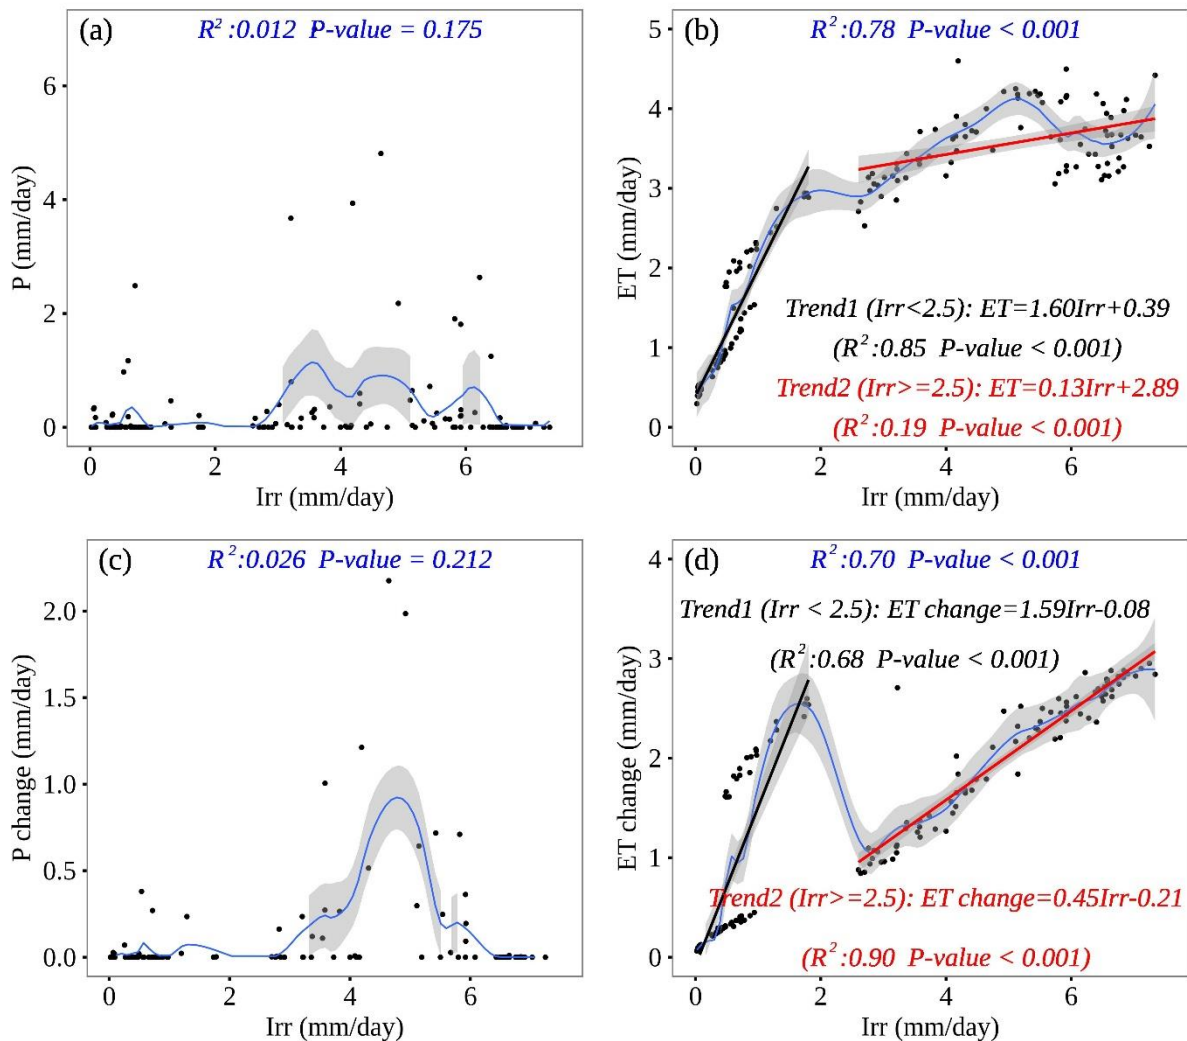 (a)
R²:0.012 P-value = 0.175
6
4
2
0
P (mm/day)
0 2 4 6
Irr (mm/day)
(b)
R²:0.78 P-value < 0.001
5
4
3
2
1
0
ET (mm/day)
Trend1 (Irr<2.5): ET=1.60Irr+0.39
(R²:0.85 P-value < 0.001)
Trend2 (Irr>=2.5): ET=0.13Irr+2.89
(R²:0.19 P-value < 0.001)
0 2 4 6
Irr (mm/day)
(c)
R²:0.026 P-value = 0.212
2.0
1.5
1.0
0.5
0.0
P change (mm/day)
0 2 4 6
Irr (mm/day)
(d)
R²:0.70 P-value < 0.001
4
3
2
1
0
ET change (mm/day)
Trend1 (Irr < 2.5): ET change=1.59Irr-0.08
(R²:0.68 P-value < 0.001)
Trend2 (Irr>=2.5): ET change=0.45Irr-0.21
(R²:0.90 P-value < 0.001)
0 2 4 6
Irr (mm/day)